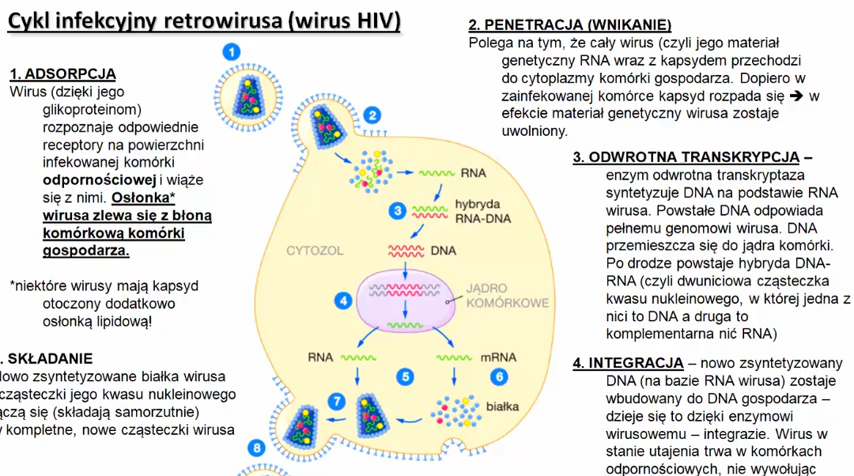 Cykl infekcyjny retrowirusa (wirus HIV)
1. ADSORPCJA
Wirus (dzięki jego
glikoproteinom)
rozpoznaje odpowiednie
receptory na powierzchni
infekowanej komórki
odpornościowej i wiąże
się z nimi. Osłonka*
wirusa zlewa się z błoną
komórkową komórki
gospodarza.
*niektóre wirusy mają kapsyd
otoczony dodatkowo
osłonką lipidową!
. SKŁADANIE
Nowo zsyntetyzowane białka wirusa
cząsteczki jego kwasu nukleinowego
ączą się (składają samorzutnie)
w kompletne, nowe cząsteczki wirusa
1
2
RNA
3
hybryda
RNA-DNA
CYTOZOL
DNA
4
JĄDRO
KOMÓRKOWE
RNA
mRNA
5
6
7
białka
8
2. PENETRACJA (WNIKANIE)
Polega na tym, że cały wirus (czyli jego materiał
genetyczny RNA wraz z kapsydem przechodzi
do cytoplazmy komórki gospodarza. Dopiero w
zainfekowanej komórce kapsyd rozpada się ➔ w
efekcie materiał genetyczny wirusa zostaje
uwolniony.
3. ODWROTNA TRANSKRYPCJA –
enzym odwrotna transkryptaza
syntetyzuje DNA na podstawie RNA
wirusa. Powstałe DNA odpowiada
pełnemu genomowi wirusa. DNA
przemieszcza się do jądra komórki.
Po drodze powstaje hybryda DNA-
RNA (czyli dwuniciowa cząsteczka
kwasu nukleinowego, w której jedna z
nici to DNA a druga to
komplementarna nić RNA)
4. INTEGRACJA – nowo zsyntetyzowany
DNA (na bazie RNA wirusa) zostaje
wbudowany do DNA gospodarza –
dzieje się to dzięki enzymowi
wirusowemu – integrazie. Wirus w
stanie utajenia trwa w komórkach
odpornościowych, nie wywołując